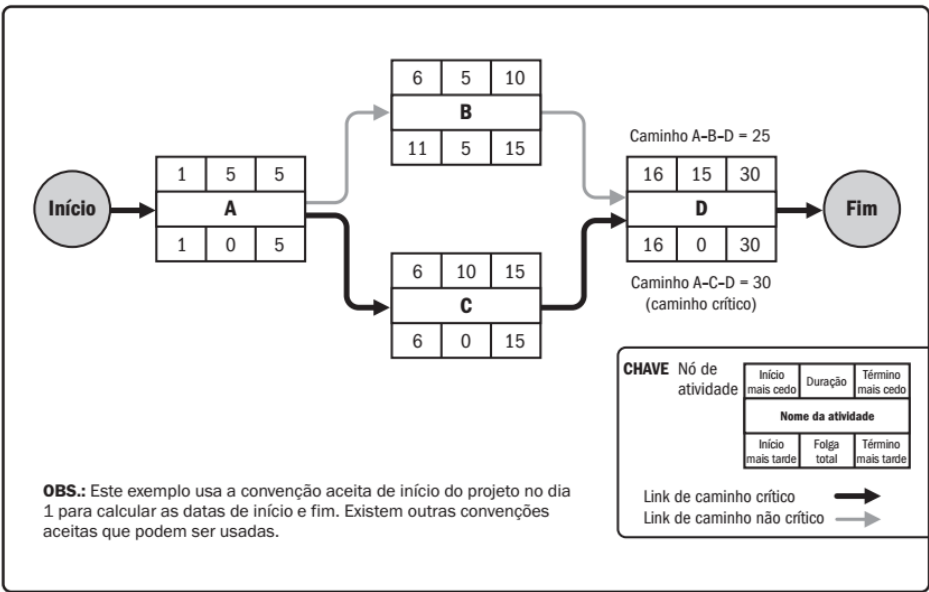 6 5 10
B
11 5 15
Caminho A-B-D = 25
Início
1 5 5
A
1 0 5
16 15 30
D
16 0 30
Fim
6 10 15
C
6 0 15
Caminho A-C-D = 30
(caminho crítico)
CHAVE Nó de
atividade
Início
mais cedo
Duração
Término
mais cedo
Nome da atividade
Início
mais tarde
Folga
total
Término
mais tarde
Link de caminho crítico
Link de caminho não crítico
OBS.: Este exemplo usa a convenção aceita de início do projeto no dia
1 para calcular as datas de início e fim. Existem outras convenções
aceitas que podem ser usadas.